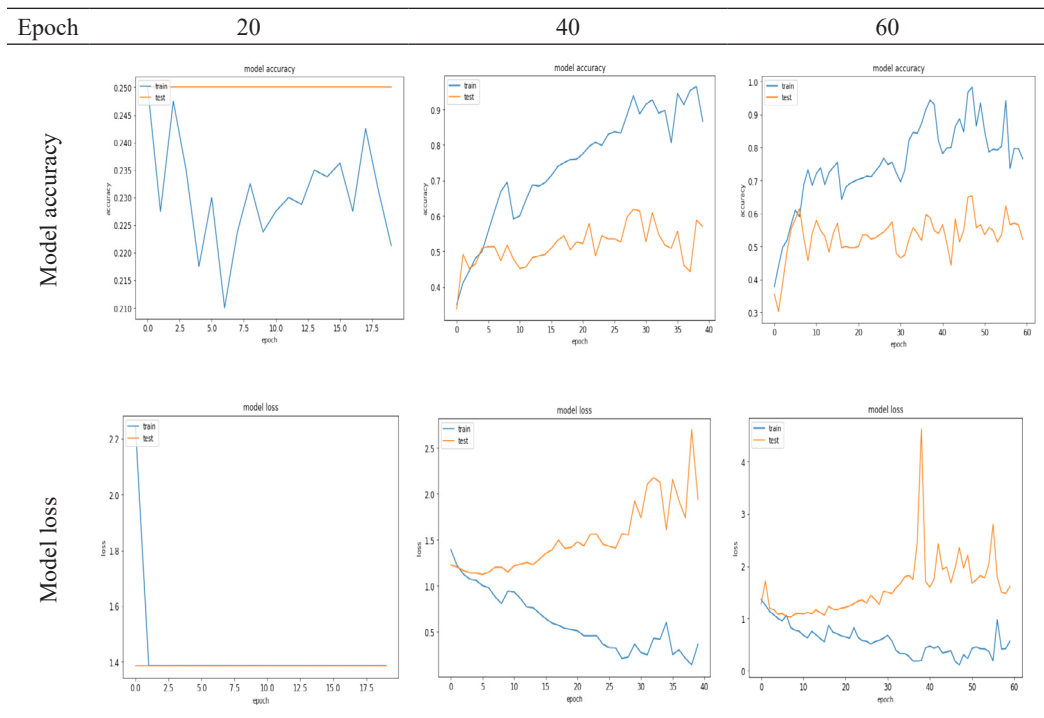 Epoch 20 40 60
Model accuracy
model accuracy
train
test
0.250
0.245
0.240
0.235
0.230
0.225
0.220
0.215
0.210
accuracy
0.0 2.5 5.0 7.5 10.0 12.5 15.0 17.5
epoch
model accuracy
train
test
0.9
0.8
0.7
0.6
0.5
0.4
accuracy
0 5 10 15 20 25 30 35 40
epoch
model accuracy
train
test
1.0
0.9
0.8
0.7
0.6
0.5
0.4
0.3
accuracy
0 10 20 30 40 50 60
epoch
Model loss
model loss
train
test
2.2
2.0
1.8
1.6
1.4
loss
0.0 2.5 5.0 7.5 10.0 12.5 15.0 17.5
epoch
model loss
train
test
2.5
2.0
1.5
1.0
0.5
loss
0 5 10 15 20 25 30 35 40
epoch
model loss
train
test
4
3
2
1
0
loss
0 10 20 30 40 50 60
epoch